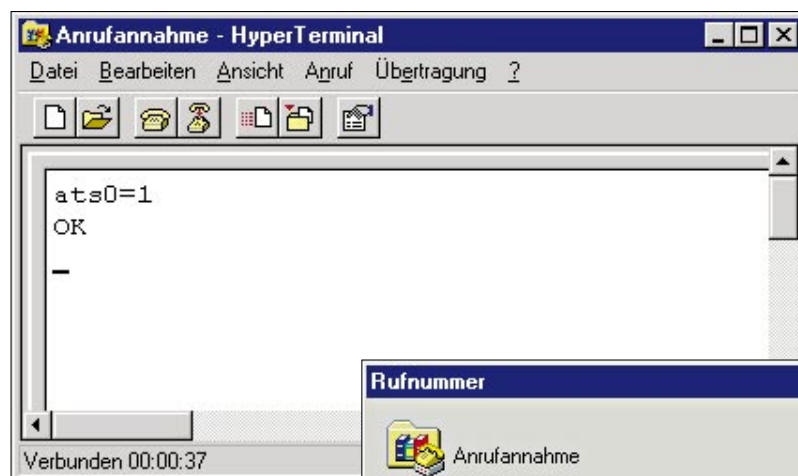 Anrufannahme - HyperTerminal
Datei Bearbeiten Ansicht Anruf Übertragung ?
ats0=1
OK
Rufnummer
Anrufannahme
Verbunden 00:00:37